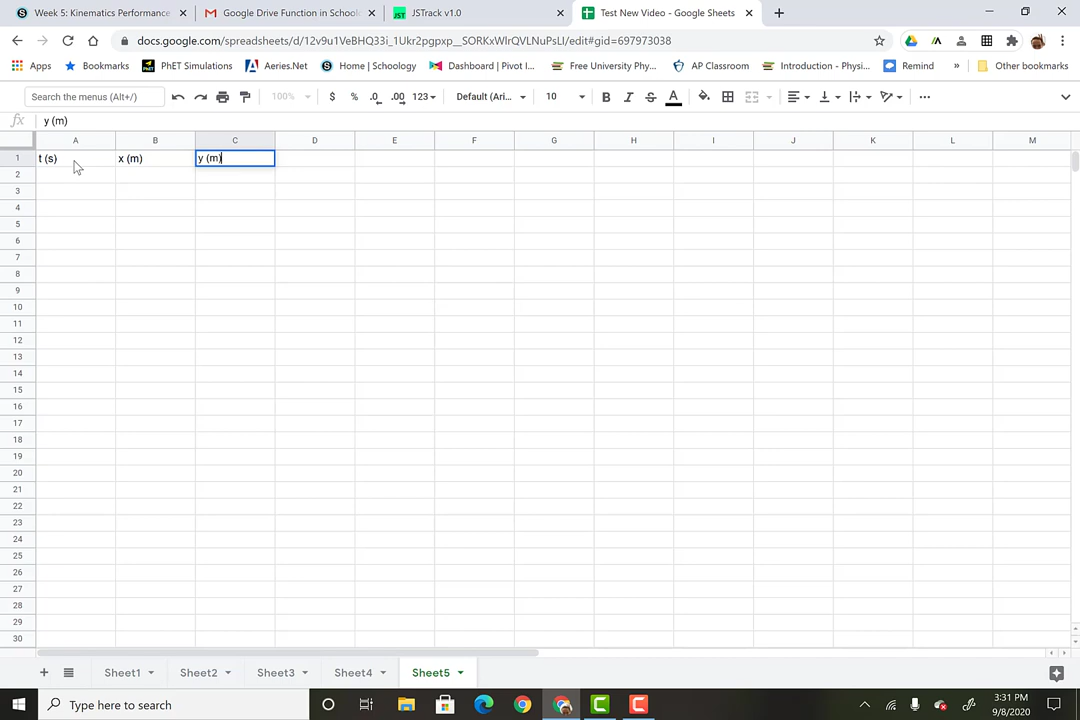 Week 5: Kinematics Performance
Google Drive Function in School
JSTrack v1.0
Test New Video - Google Sheets
docs.google.com/spreadsheets/d/12v9u1VeBHQ33i_1Ukr2pgpxp__SORKxWIrQVLNuPsLI/edit#gid=697973038
Apps Bookmarks PhET Simulations Aeries.Net Home | Schoology Dashboard | Pivot I... Free University Phy... AP Classroom Introduction - Physi... Remind » Other bookmarks
Search the menus (Alt+/) 100% $ % .0 .00 123 Default (Ari... 10 B I S A
fx y (m)
A B C D E F G H I J K L M
1 t (s) x (m) y (m)
2
3
4
5
6
7
8
9
10
11
12
13
14
15
16
17
18
19
20
21
22
23
24
25
26
27
28
29
30
Sheet1 Sheet2 Sheet3 Sheet4 Sheet5
Type here to search
3:31 PM
9/8/2020